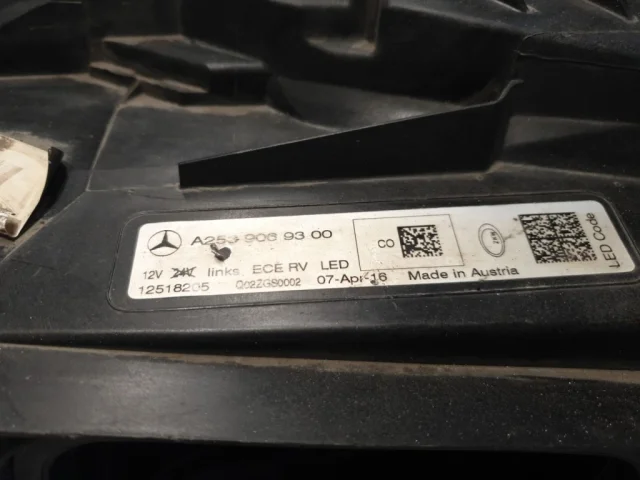 A253 906 93 00
12V 24V links ECE RV LED
12518205 Q02ZGS0002 07-Apr-16 Made in Austria
CO
LED Code